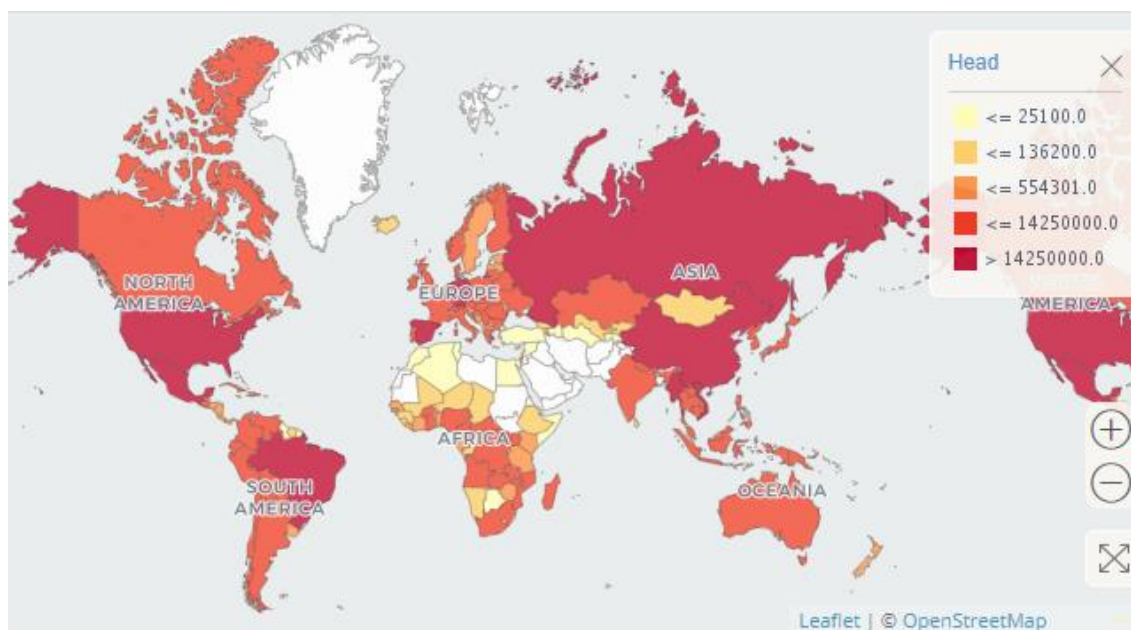 Head
<= 25100.0
<= 136200.0
<= 554301.0
<= 14250000.0
> 14250000.0
NORTH
AMERICA
EUROPE
ASIA
AMERICA
AFRICA
SOUTH
AMERICA
OCEANIA
Leaflet | © OpenStreetMap